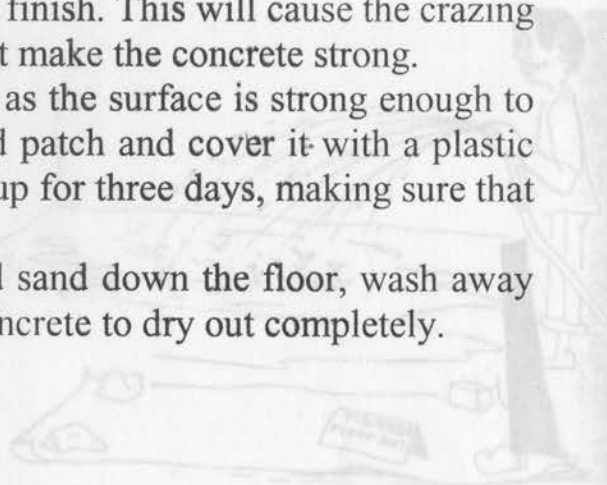 finish. This will cause the crazing
t make the concrete strong.
as the surface is strong enough to
d patch and cover it with a plastic
up for three days, making sure that
d sand down the floor, wash away
ncrete to dry out completely.